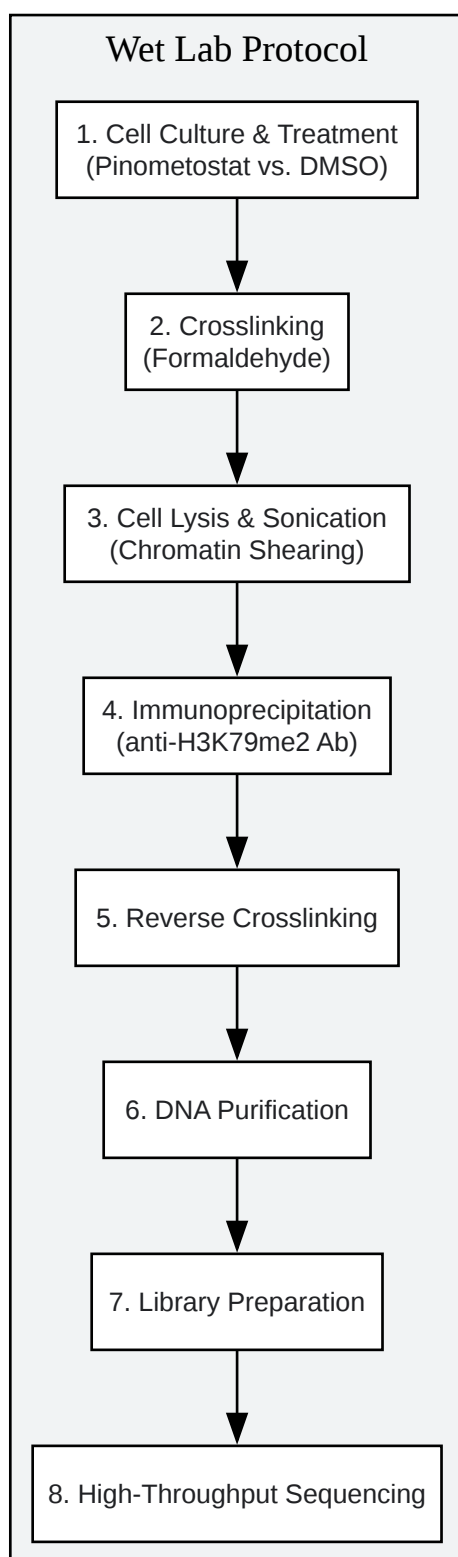 Wet Lab Protocol
1. Cell Culture & Treatment
(Pinometostat vs. DMSO)
2. Crosslinking
(Formaldehyde)
3. Cell Lysis & Sonication
(Chromatin Shearing)
4. Immunoprecipitation
(anti-H3K79me2 Ab)
5. Reverse Crosslinking
6. DNA Purification
7. Library Preparation
8. High-Throughput Sequencing